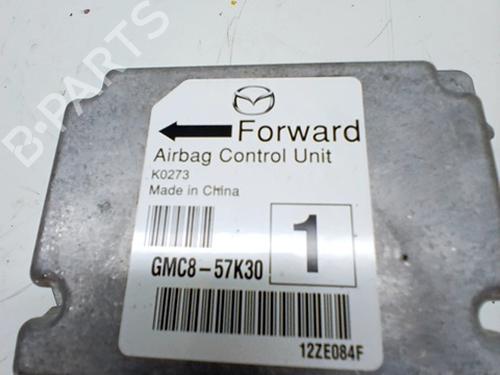 B-PARTS
Forward
Airbag Control Unit
K0273
Made in China
1
GMC8-57K30
12ZE084F